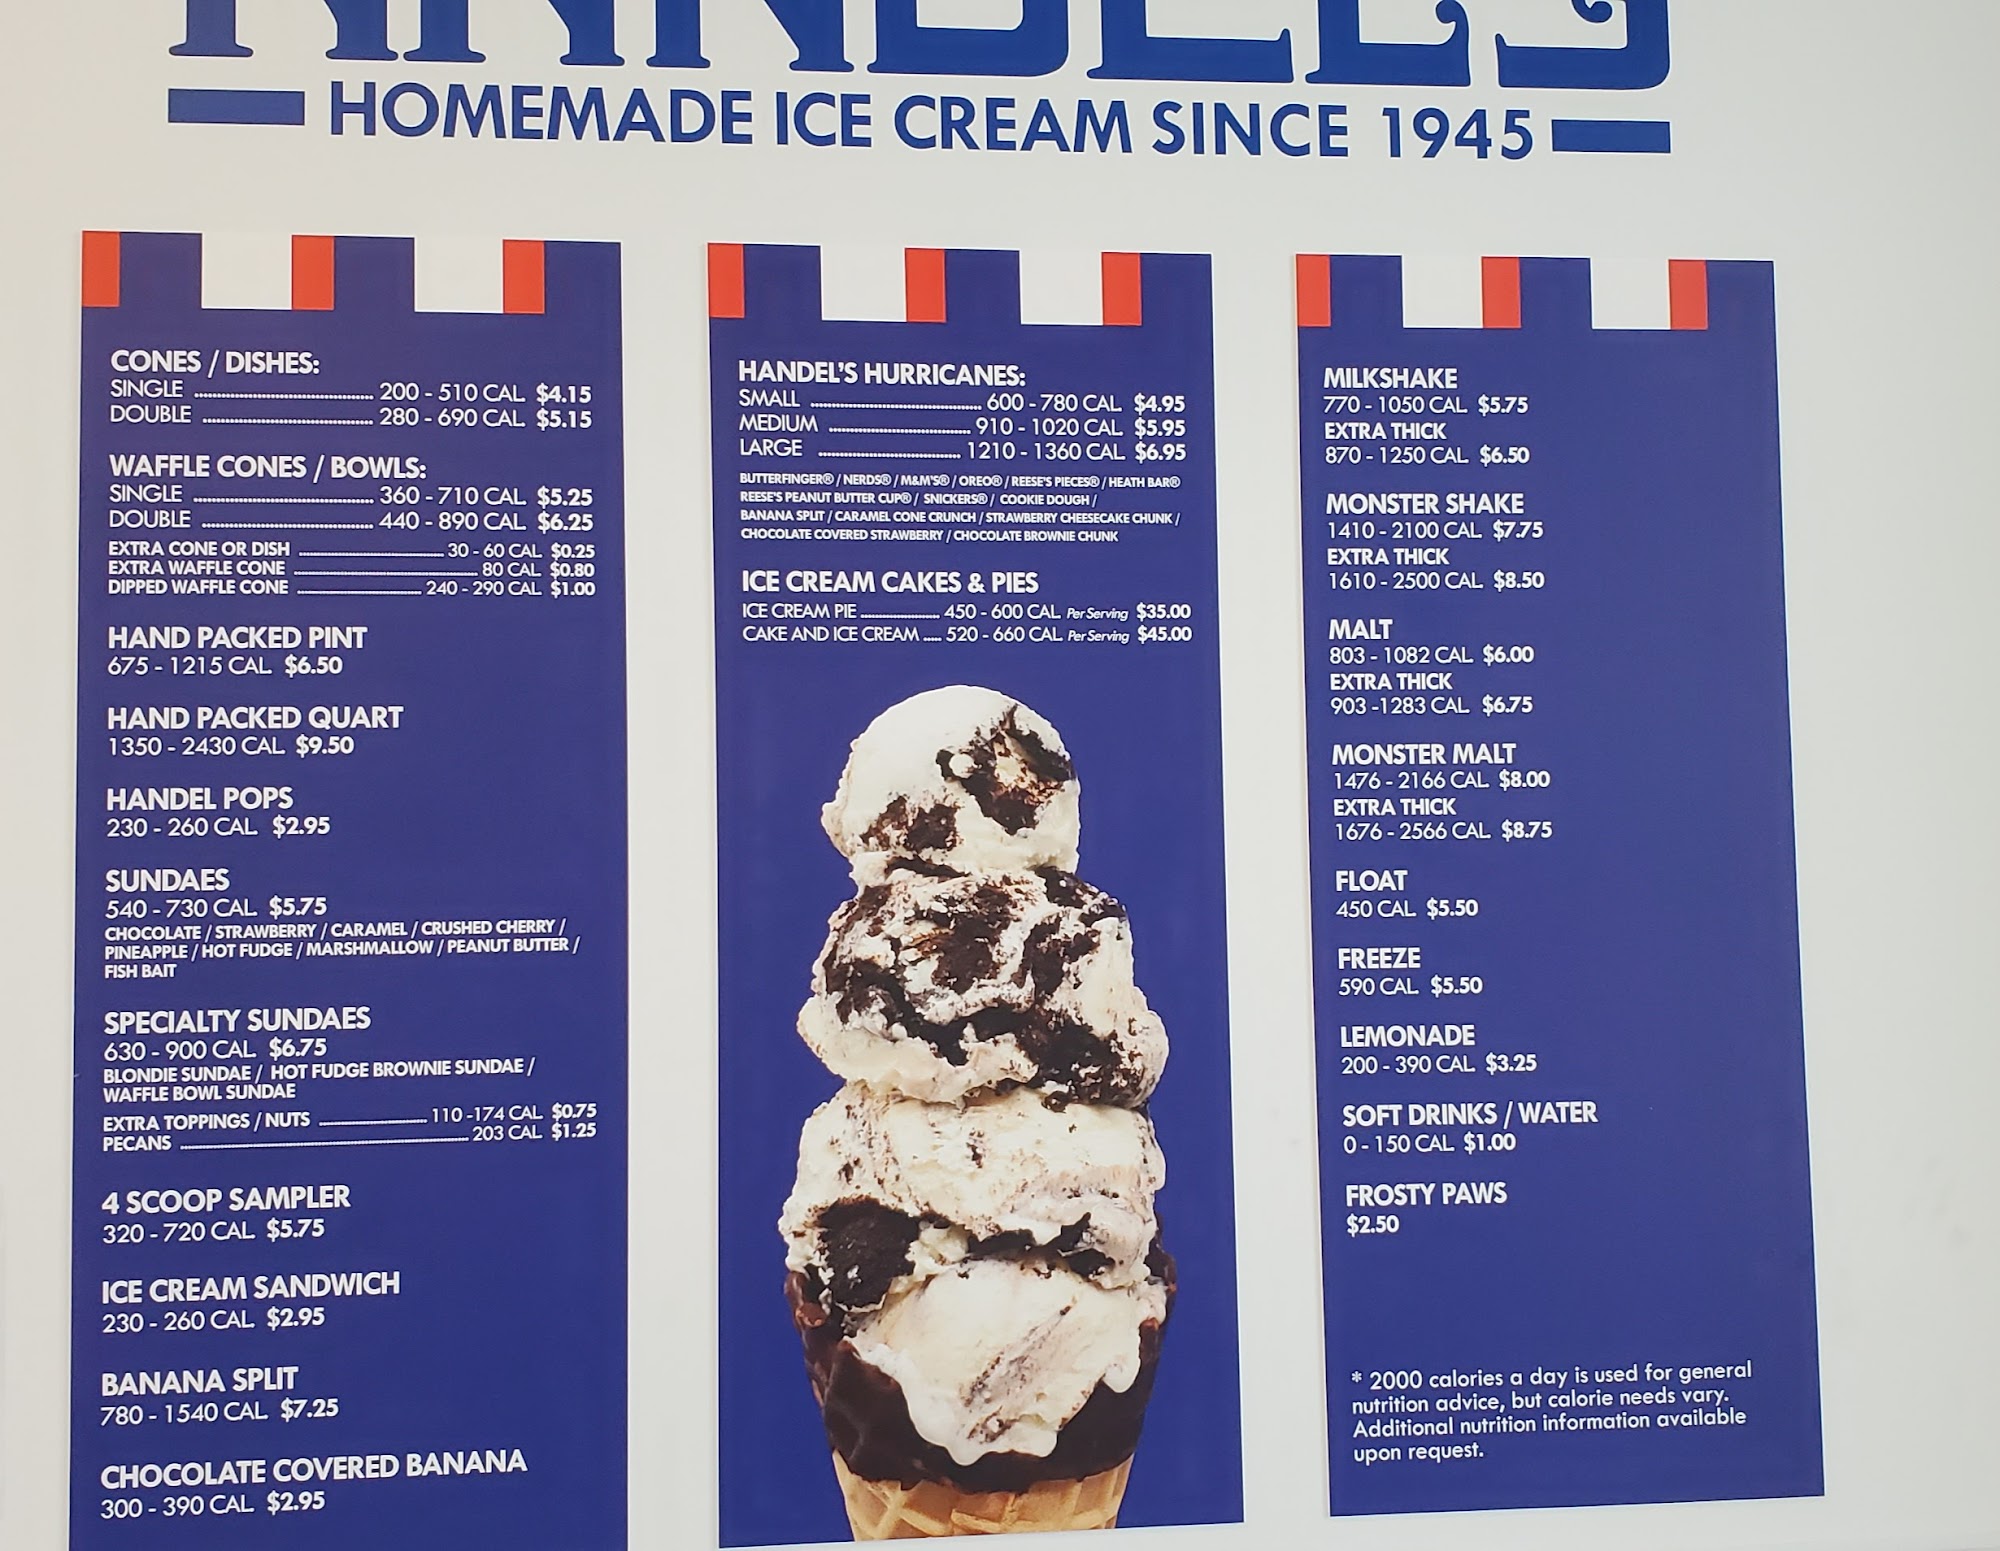 HANDEL'S
HOMEMADE ICE CREAM SINCE 1945
CONES / DISHES:
SINGLE ........ 200 - 510 CAL $4.15
DOUBLE ........ 280 - 690 CAL $5.15
WAFFLE CONES / BOWLS:
SINGLE ........ 360 - 710 CAL $5.25
DOUBLE ........ 440 - 890 CAL $6.25
EXTRA CONE OR DISH ........ 30 - 60 CAL $0.25
EXTRA WAFFLE CONE ........ 80 CAL $0.80
DIPPED WAFFLE CONE ........ 240 - 290 CAL $1.00
HAND PACKED PINT
675 - 1215 CAL $6.50
HAND PACKED QUART
1350 - 2430 CAL $9.50
HANDEL POPS
230 - 260 CAL $2.95
SUNDAES
540 - 730 CAL $5.75
CHOCOLATE / STRAWBERRY / CARAMEL / CRUSHED CHERRY /
PINEAPPLE / HOT FUDGE / MARSHMALLOW / PEANUT BUTTER /
FISH BAIT
SPECIALTY SUNDAES
630 - 900 CAL $6.75
BLONDIE SUNDAE / HOT FUDGE BROWNIE SUNDAE /
WAFFLE BOWL SUNDAE
EXTRA TOPPINGS / NUTS ........ 110 -174 CAL $0.75
PECANS ........ 203 CAL $1.25
4 SCOOP SAMPLER
320 - 720 CAL $5.75
ICE CREAM SANDWICH
230 - 260 CAL $2.95
BANANA SPLIT
780 - 1540 CAL $7.25
CHOCOLATE COVERED BANANA
300 - 390 CAL $2.95
HANDEL'S HURRICANES:
SMALL ........ 600 - 780 CAL $4.95
MEDIUM ........ 910 - 1020 CAL $5.95
LARGE ........ 1210 - 1360 CAL $6.95
BUTTERFINGER® / NERDS® / M&M'S® / OREO® / REESE'S PIECES® / HEATH BAR®
REESE'S PEANUT BUTTER CUP® / SNICKERS® / COOKIE DOUGH /
BANANA SPLIT / CARAMEL CONE CRUNCH / STRAWBERRY CHEESECAKE CHUNK /
CHOCOLATE COVERED STRAWBERRY / CHOCOLATE BROWNIE CHUNK
ICE CREAM CAKES & PIES
ICE CREAM PIE ........ 450 - 600 CAL Per Serving $35.00
CAKE AND ICE CREAM ..... 520 - 660 CAL Per Serving $45.00
MILKSHAKE
770 - 1050 CAL $5.75
EXTRA THICK
870 - 1250 CAL $6.50
MONSTER SHAKE
1410 - 2100 CAL $7.75
EXTRA THICK
1610 - 2500 CAL $8.50
MALT
803 - 1082 CAL $6.00
EXTRA THICK
903 -1283 CAL $6.75
MONSTER MALT
1476 - 2166 CAL $8.00
EXTRA THICK
1676 - 2566 CAL $8.75
FLOAT
450 CAL $5.50
FREEZE
590 CAL $5.50
LEMONADE
200 - 390 CAL $3.25
SOFT DRINKS / WATER
0 - 150 CAL $1.00
FROSTY PAWS
$2.50
* 2000 calories a day is used for general
nutrition advice, but calorie needs vary.
Additional nutrition information available
upon request.